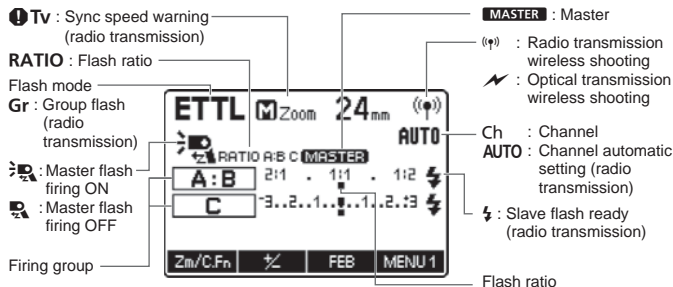 Tv : Sync speed warning
(radio transmission)
RATIO : Flash ratio
Flash mode
Gr : Group flash
(radio
transmission)
: Master flash
firing ON
: Master flash
firing OFF
Firing group
ETTL M Zoom 24mm
AUTO
RATIO A:B C MASTER
A:B 2:1 . 1:1 . 1:2
C -3..2..1..0..1..2..+3
Zm/C.Fn +/- FEB MENU 1
MASTER : Master
: Radio transmission
wireless shooting
: Optical transmission
wireless shooting
Ch : Channel
AUTO : Channel automatic
setting (radio
transmission)
: Slave flash ready
(radio transmission)
Flash ratio